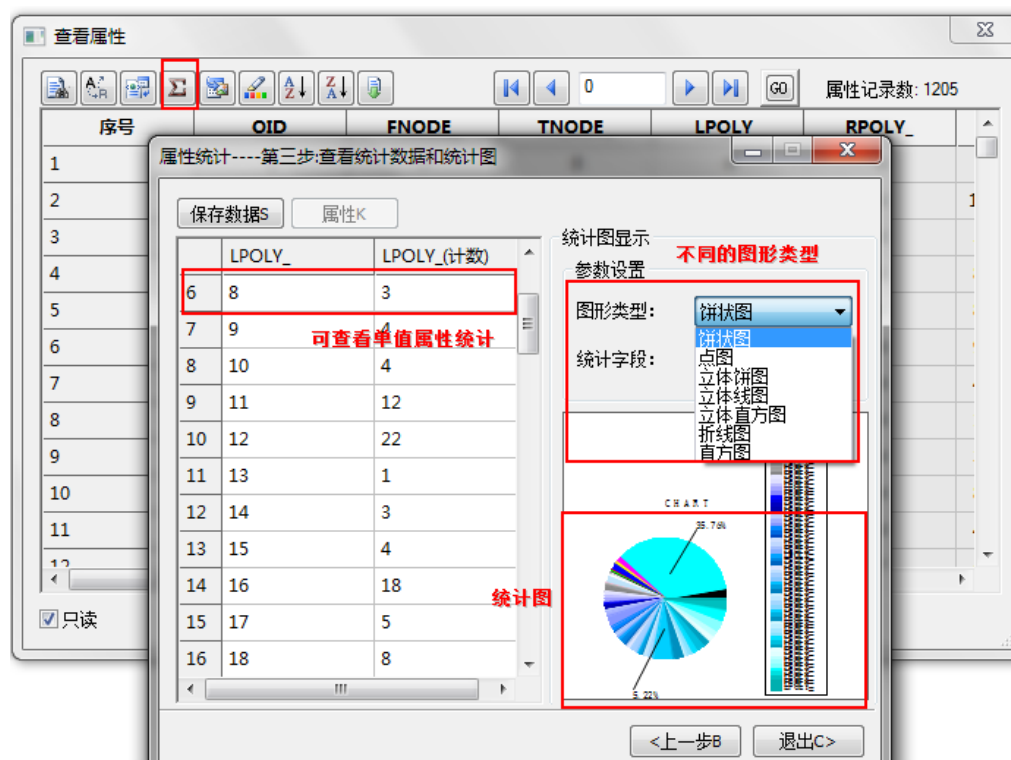 查看属性
0
GO
属性记录数: 1205
序号 OID FNODE TNODE LPOLY_ RPOLY_
1
2
3
4
5
6
7
8
9
10
11
12
只读
属性统计----第三步:查看统计数据和统计图
保存数据S 属性K
LPOLY_ LPOLY_(计数)
6 8 3
7 9 4
8 10 4
9 11 12
10 12 22
11 13 1
12 14 3
13 15 4
14 16 18
15 17 5
16 18 8
可查看单值属性统计
统计图显示
不同的图形类型
参数设置
图形类型: 饼状图
饼状图
点图
立体饼图
立体线图
立体直方图
折线图
直方图
统计字段:
CHART
35.76%
5.22%
统计图
<上一步B 退出C>